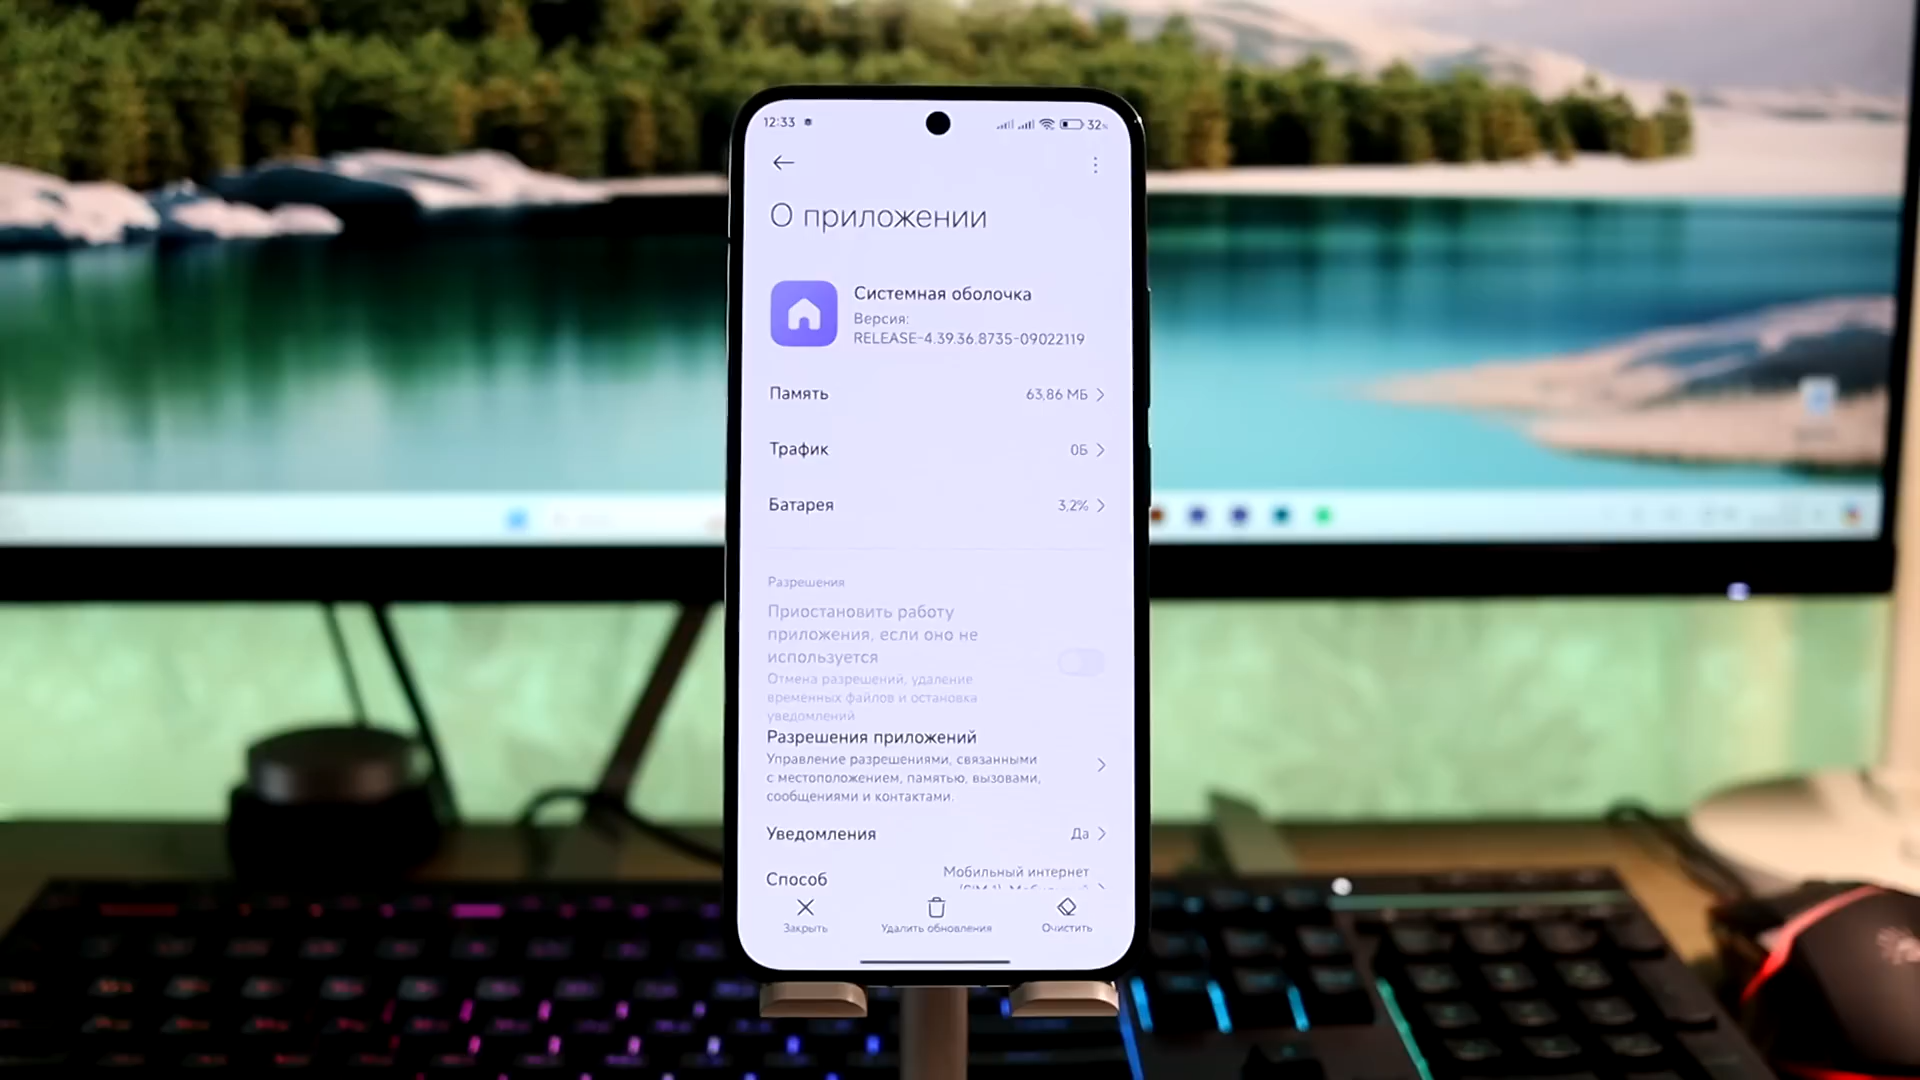 12:33
32%
О приложении
Системная оболочка
Версия:
RELEASE-4.39.36.8735-09022119
Память
63,86 МБ
Трафик
0Б
Батарея
3,2%
Разрешения
Приостановить работу
приложения, если оно не
используется
Отмена разрешений, удаление
временных файлов и остановка
уведомлений
Разрешения приложений
Управление разрешениями, связанными
с местоположением, памятью, вызовами,
сообщениями и контактами.
Уведомления
Да
Способ
Мобильный интернет
Закрыть
Удалить обновления
Очистить